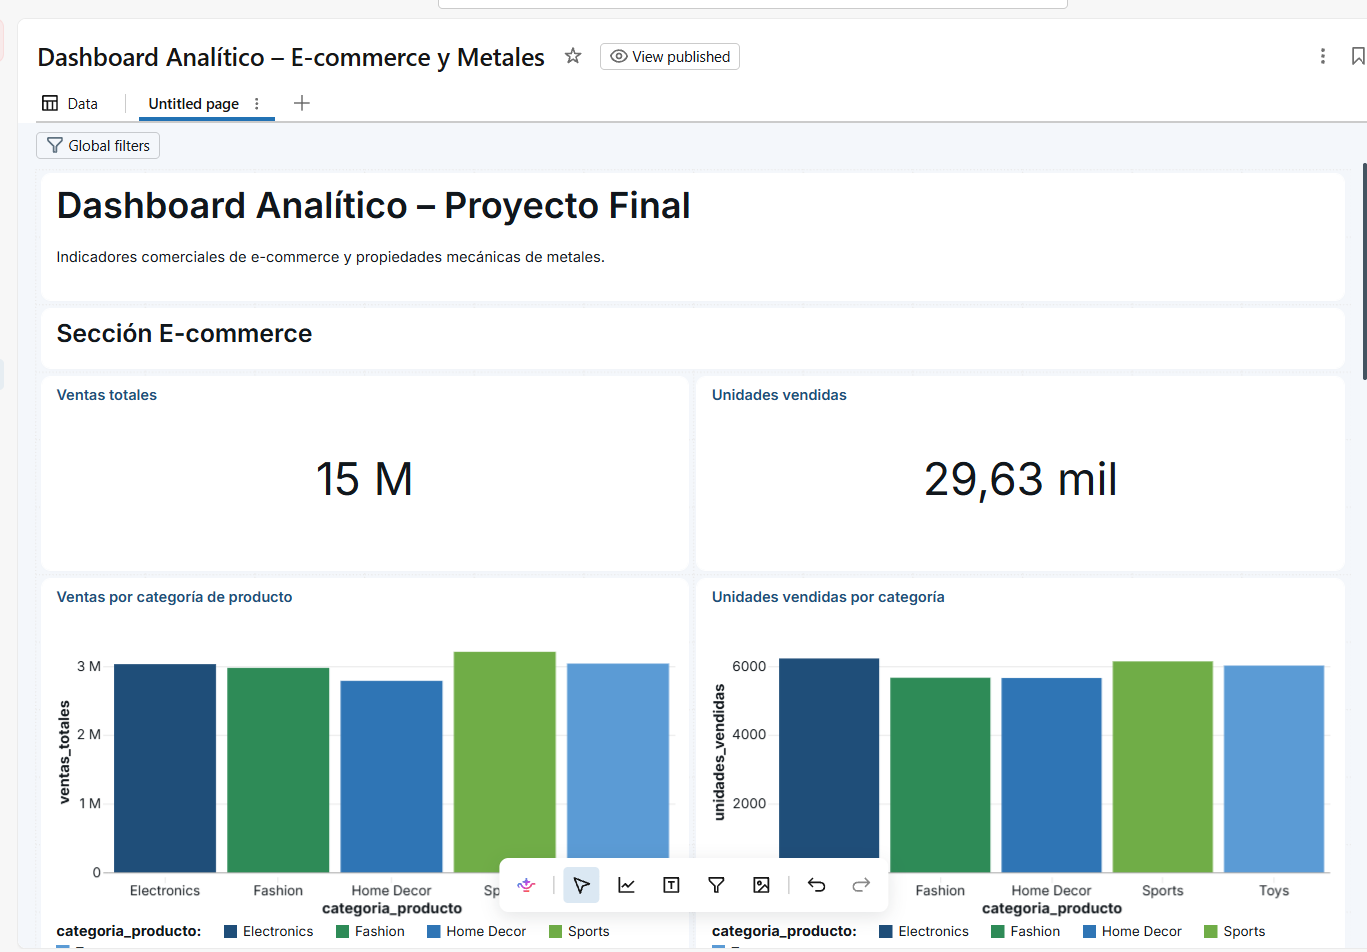 Dashboard Analítico – E-commerce y Metales
View published
Data
Untitled page
Global filters
Dashboard Analítico – Proyecto Final
Indicadores comerciales de e-commerce y propiedades mecánicas de metales.
Sección E-commerce
Ventas totales
Unidades vendidas
15 M
29,63 mil
Ventas por categoría de producto
ventas_totales
3 M
2 M
1 M
0
Electronics
Fashion
Home Decor
categoria_producto
categoria_producto:
Electronics
Fashion
Home Decor
Sports
Unidades vendidas por categoría
unidades_vendidas
6000
4000
2000
Fashion
Home Decor
Sports
Toys
categoria_producto
categoria_producto:
Electronics
Fashion
Home Decor
Sports